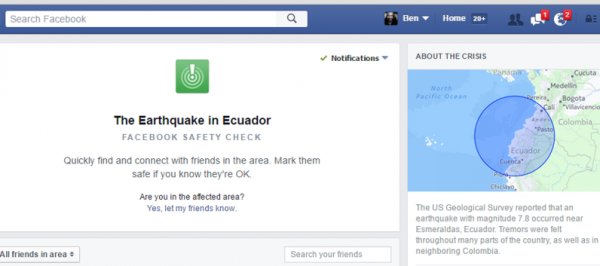 Search Facebook
Ben
Home 20+
1
2
Notifications
The Earthquake in Ecuador
FACEBOOK SAFETY CHECK
Quickly find and connect with friends in the area. Mark them
safe if you know they're OK.
Are you in the affected area?
Yes, let my friends know.
All friends in area
Search your friends
ABOUT THE CRISIS
North
Pacific Ocean
Panamá
Cúcuta
Medellín
Pereira
Bogota
Cali
Villavicencio
Colombia
Pasto
Ecuador
Cuenca
Piura
Chiclayo
The US Geological Survey reported that an
earthquake with magnitude 7.8 occurred near
Esmeraldas, Ecuador. Tremors were felt
throughout many parts of the country, as well as in
neighboring Colombia.